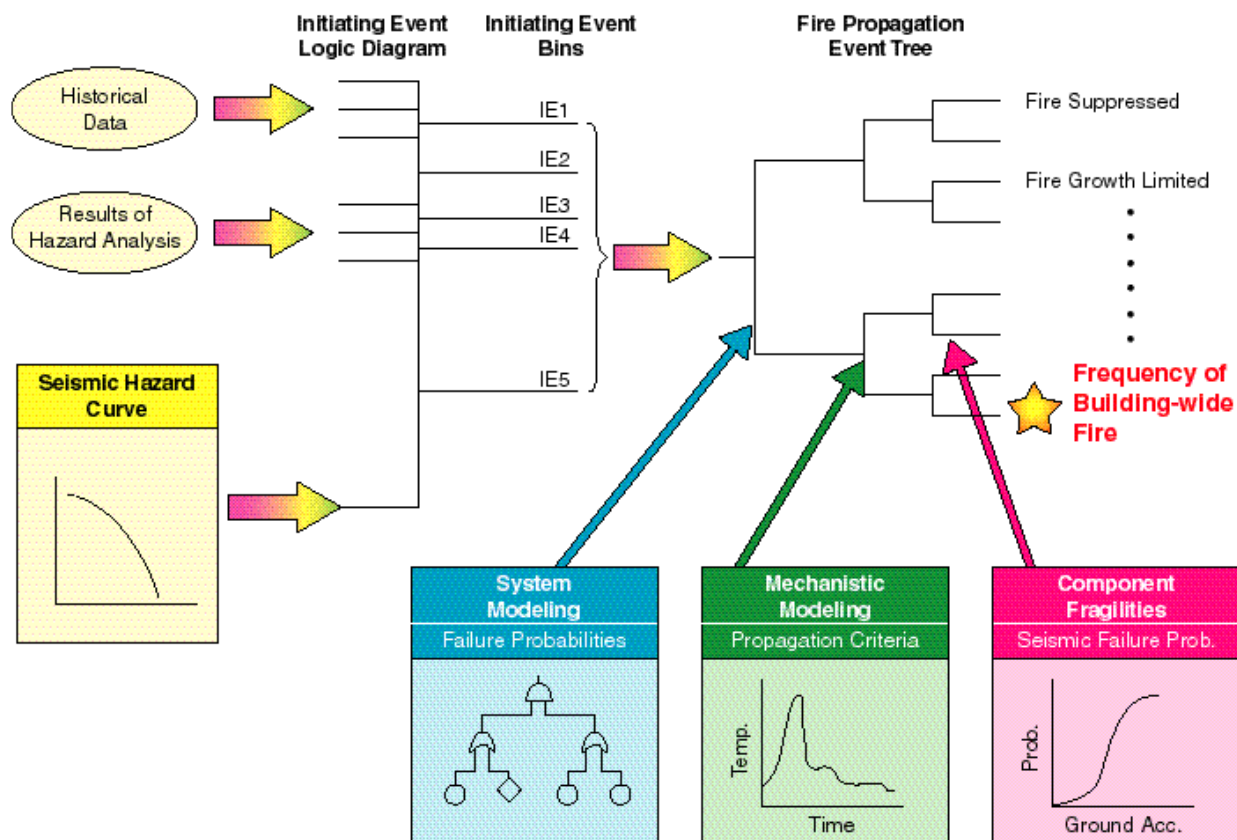 Initiating Event
Logic Diagram
Initiating Event
Bins
Fire Propagation
Event Tree
Historical
Data
Results of
Hazard Analysis
IE1
IE2
IE3
IE4
IE5
Fire Suppressed
Fire Growth Limited
Frequency of
Building-wide
Fire
Seismic Hazard
Curve
System
Modeling
Failure Probabilities
Mechanistic
Modeling
Propagation Criteria
Temp.
Time
Component
Fragilities
Seismic Failure Prob.
Prob.
Ground Acc.